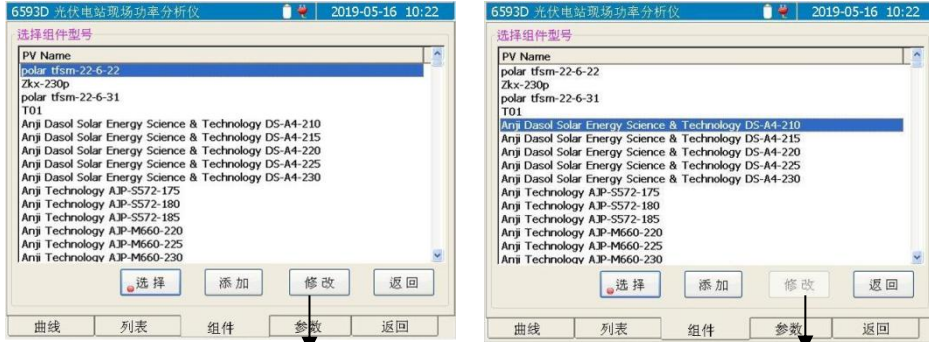 6593D 光伏电站现场功率分析仪 2019-05-16 10:22
选择组件型号
PV Name
polar tfsm-22-6-22
Zkx-230p
polar tfsm-22-6-31
T01
Anji Dasol Solar Energy Science & Technology DS-A4-210
Anji Dasol Solar Energy Science & Technology DS-A4-215
Anji Dasol Solar Energy Science & Technology DS-A4-220
Anji Dasol Solar Energy Science & Technology DS-A4-225
Anji Dasol Solar Energy Science & Technology DS-A4-230
Anji Technology AJP-S572-175
Anji Technology AJP-S572-180
Anji Technology AJP-S572-185
Anji Technology AJP-M660-220
Anji Technology AJP-M660-225
Anji Technology AJP-M660-230
选择 添加 修改 返回
曲线 列表 组件 参数 返回
6593D 光伏电站现场功率分析仪 2019-05-16 10:22
选择组件型号
PV Name
polar tfsm-22-6-22
Zkx-230p
polar tfsm-22-6-31
T01
Anji Dasol Solar Energy Science & Technology DS-A4-210
Anji Dasol Solar Energy Science & Technology DS-A4-215
Anji Dasol Solar Energy Science & Technology DS-A4-220
Anji Dasol Solar Energy Science & Technology DS-A4-225
Anji Dasol Solar Energy Science & Technology DS-A4-230
Anji Technology AJP-S572-175
Anji Technology AJP-S572-180
Anji Technology AJP-S572-185
Anji Technology AJP-M660-220
Anji Technology AJP-M660-225
Anji Technology AJP-M660-230
选择 添加 修改 返回
曲线 列表 组件 参数 返回